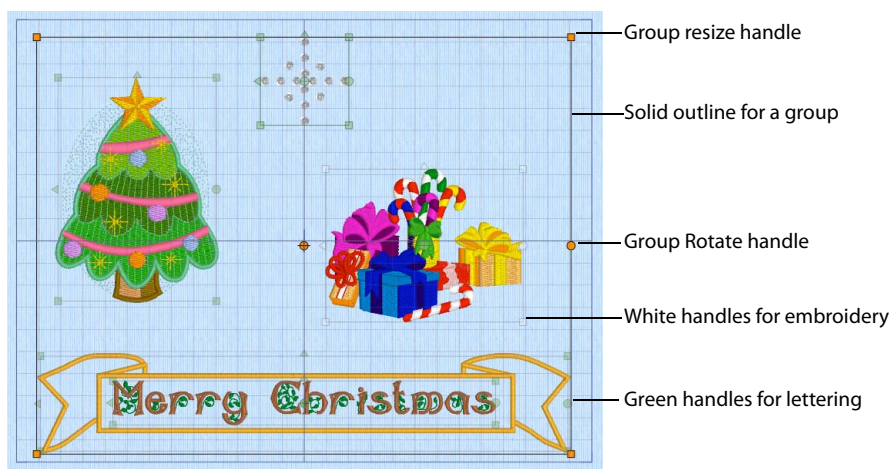 Group resize handle
Solid outline for a group
Group Rotate handle
White handles for embroidery
Green handles for lettering
Merry Christmas